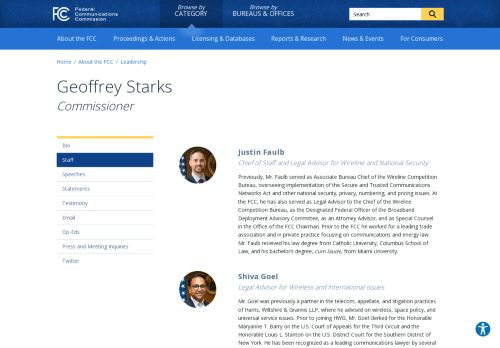 FCC Federal Communications Commission
Browse by CATEGORY
Browse by BUREAUS & OFFICES
Search
About the FCC
Proceedings & Actions
Licensing & Databases
Reports & Research
News & Events
For Consumers
Home / About the FCC / Leadership
Geoffrey Starks
Commissioner
Bio
Staff
Speeches
Statements
Testimony
Email
Op-Eds
Press and Meeting Inquiries
Twitter
Justin Faulb
Chief of Staff and Legal Advisor for Wireline and National Security
Previously, Mr. Faulb served as Associate Bureau Chief of the Wireline Competition
Bureau, overseeing implementation of the Secure and Trusted Communications
Networks Act and other national security, privacy, numbering, and pricing issues. At
the FCC, he has also served as Legal Advisor to the Chief of the Wireline
Competition Bureau, as the Designated Federal Officer of the Broadband
Deployment Advisory Committee, as an Attorney Advisor, and as Special Counsel
in the Office of the FCC Chairman. Prior to the FCC he worked for a leading trade
association and in private practice focusing on communications and energy law.
Mr. Faulb received his law degree from Catholic University, Columbus School of
Law, and his bachelor's degree, cum laude, from Miami University.
Shiva Goel
Legal Advisor for Wireless and International Issues
Mr. Goel was previously a partner in the telecom, appellate, and litigation practices
of Harris, Wiltshire & Grannis LLP, where he advised on wireless, space policy, and
universal service issues. Prior to joining HWG, Mr. Goel clerked for the Honorable
Maryanne T. Barry on the U.S. Court of Appeals for the Third Circuit and the
Honorable Louis L. Stanton on the U.S. District Court for the Southern District of
New York. He has been recognized as a leading communications lawyer by several